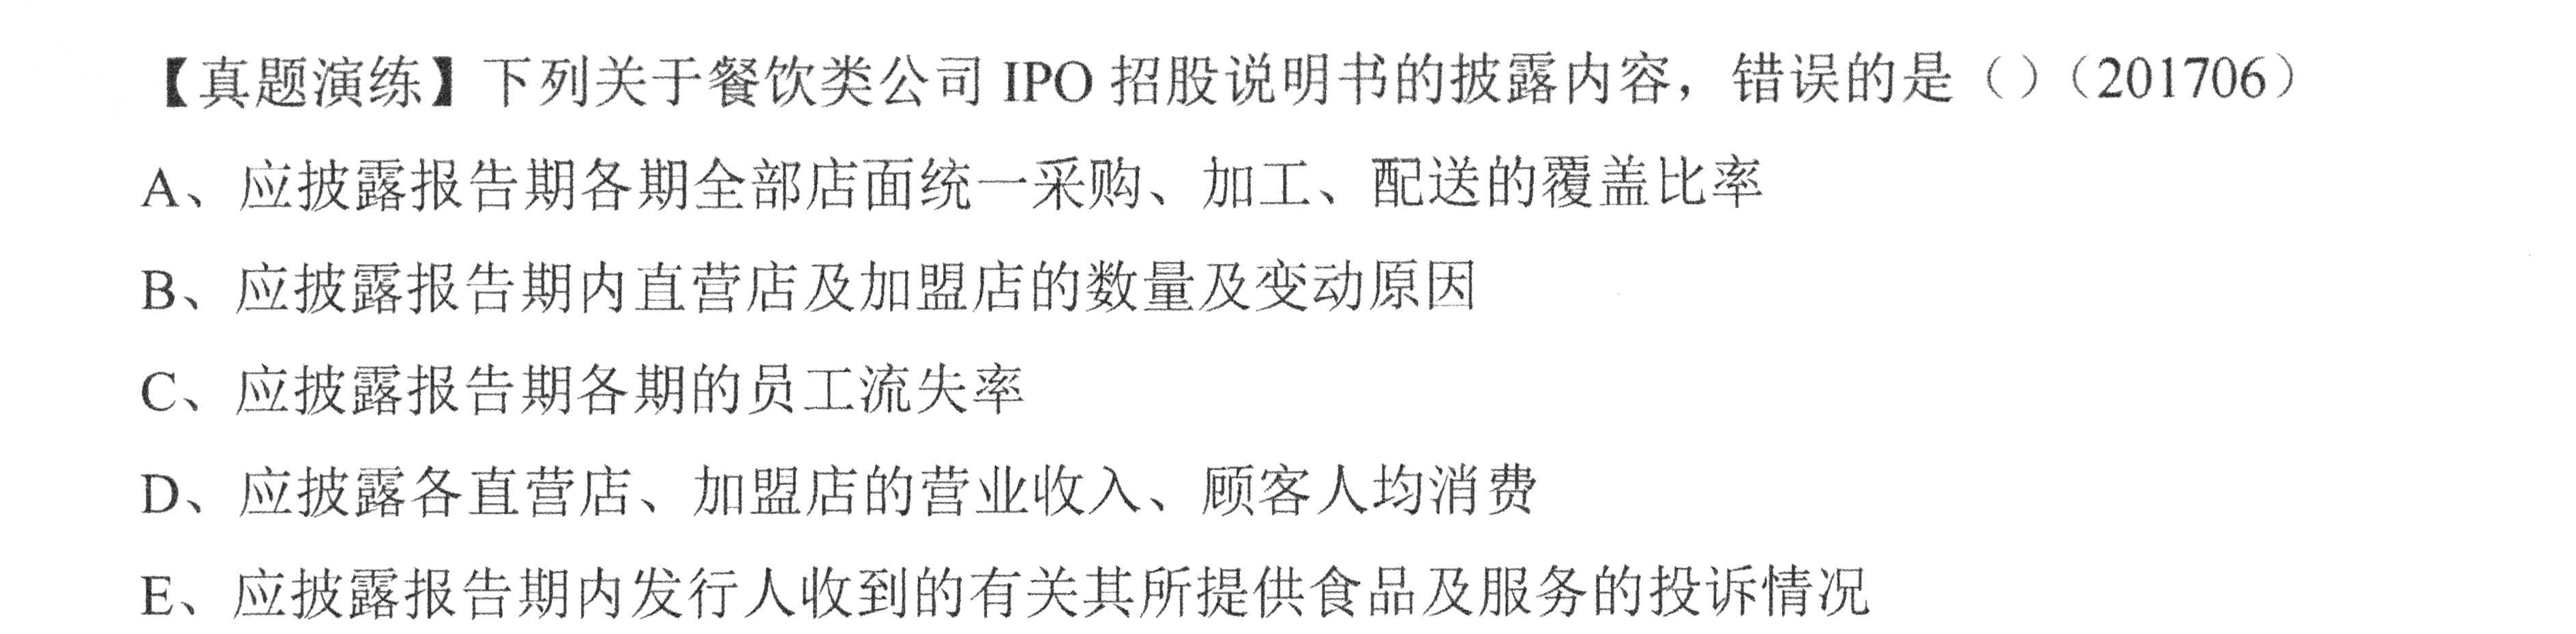 【真题演练】下列关于餐饮类公司 IPO 招股说明书的披露内容，错误的是（）（201706）
A、应披露报告期各期全部店面统一采购、加工、配送的覆盖比率
B、应披露报告期内直营店及加盟店的数量及变动原因
C、应披露报告期各期的员工流失率
D、应披露各直营店、加盟店的营业收入、顾客人均消费
E、应披露报告期内发行人收到的有关其所提供食品及服务的投诉情况